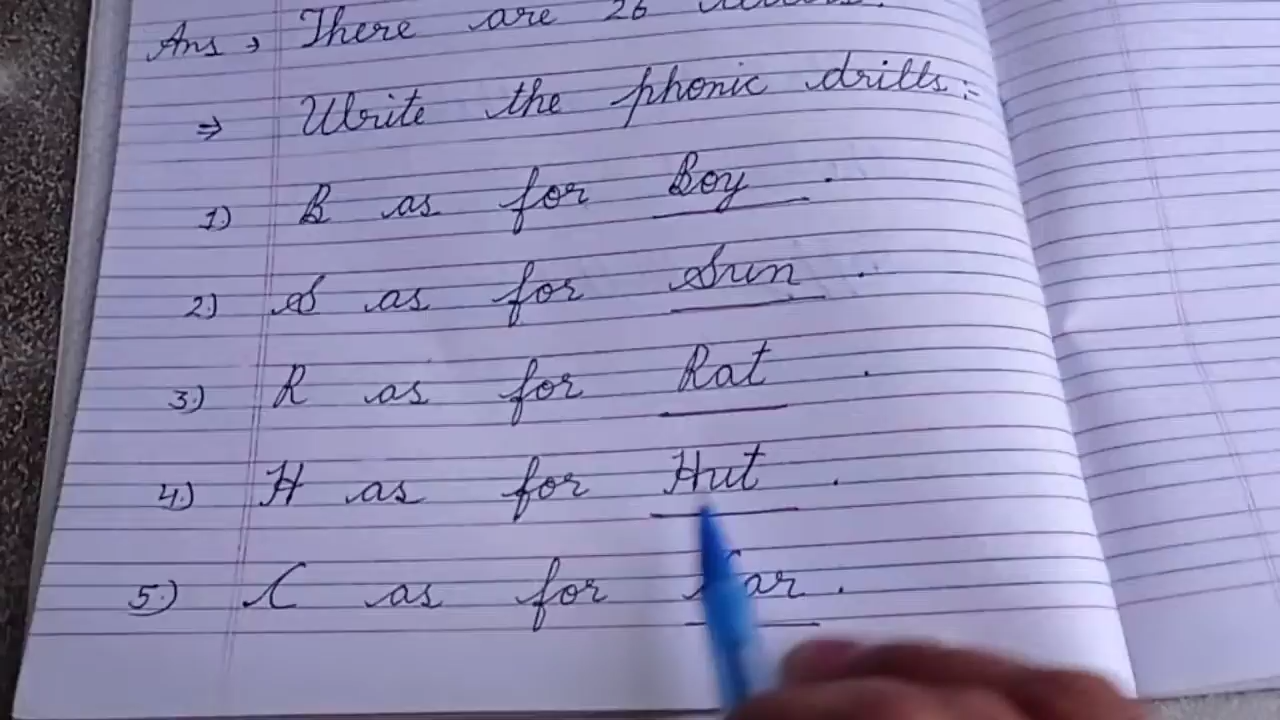 Ans → There are 26
⇒ Write the phonic drills :-
1) B as for Boy .
2.) S as for Sun .
3.) R as for Rat .
4.) H as for Hut .
5.) C as for Car .